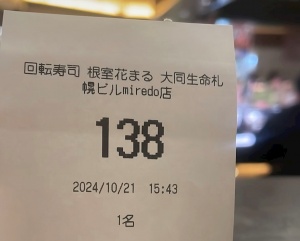 回転寿司 根室花まる 大同生命札
幌ビルmiredo店
138
2024/10/21 15:43
1名